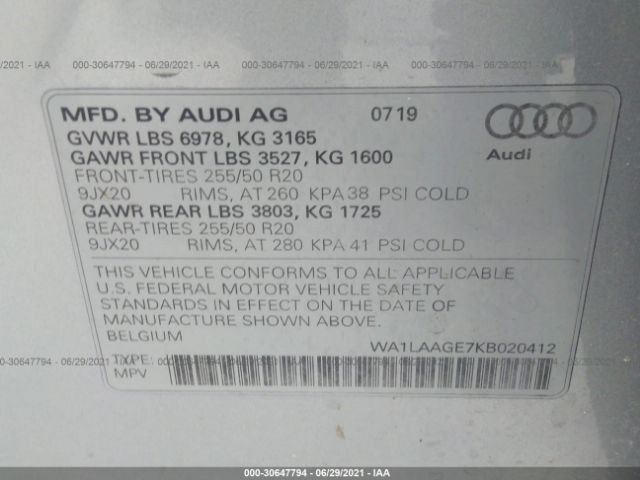 2021 - IAA 000-30647794 - 06/29/2021 - IAA 000-30647794 - 06/29/2021 - IAA 000-30647794 - 06/29/
MFD. BY AUDI AG 07 19
GVWR LBS 6978, KG 3165
GAWR FRONT LBS 3527, KG 1600
Audi
FRONT-TIRES 255/50 R20
9JX20 RIMS, AT 260 KPA 38 PSI COLD
GAWR REAR LBS 3803, KG 1725
REAR-TIRES 255/50 R20
9JX20 RIMS, AT 280 KPA 41 PSI COLD
THIS VEHICLE CONFORMS TO ALL APPLICABLE
U.S. FEDERAL MOTOR VEHICLE SAFETY
STANDARDS IN EFFECT ON THE DATE OF
MANUFACTURE SHOWN ABOVE.
BELGIUM
WA1LAAGE7KB020412
TYPE:
MPV
2021 - IAA 000-30647794 - 06/29/2021 - IAA 000-30647794 - 06/29/
000-30647794 - 06/29/2021 - IAA